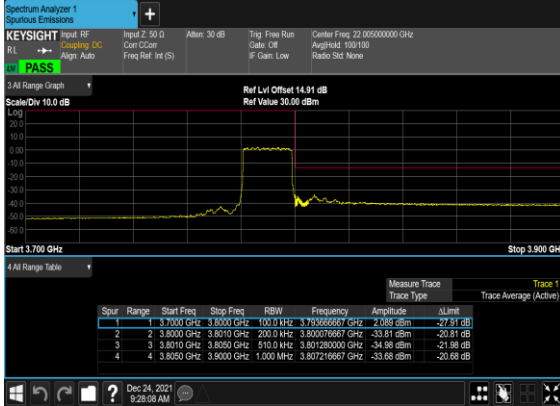 Spectrum Analyzer 1
Spurious Emissions
+
KEYSIGHT Input: RF Input Z: 50 Ω Atten: 30 dB Trig: Free Run Center Freq: 22.005000000 GHz
RL Coupling: DC Corr CCorr Gate: Off Avg|Hold: 100/100
Align: Auto Freq Ref: Int (S) IF Gain: Low Radio Std: None
LXI PASS
3 All Range Graph
Ref Lvl Offset 14.91 dB
Scale/Div 10.0 dB Ref Value 30.00 dBm
Log
20.0
10.0
0.00
-10.0
-20.0
-30.0
-40.0
-50.0
-60.0
Start 3.700 GHz Stop 3.900 GH
4 All Range Table
Measure Trace Trace 1
Trace Type Trace Average (Active)
Spur Range Start Freq Stop Freq RBW Frequency Amplitude ΔLimit
1 1 3.7000 GHz 3.8000 GHz 100.0 kHz 3.793666667 GHz 2.089 dBm -27.91 dB
2 2 3.8000 GHz 3.8010 GHz 200.0 kHz 3.800076667 GHz -33.81 dBm -20.81 dB
3 3 3.8010 GHz 3.8050 GHz 510.0 kHz 3.801280000 GHz -34.98 dBm -21.98 dB
4 4 3.8050 GHz 3.9000 GHz 1.000 MHz 3.807216667 GHz -33.68 dBm -20.68 dB
? Dec 24, 2021
9:28:08 AM